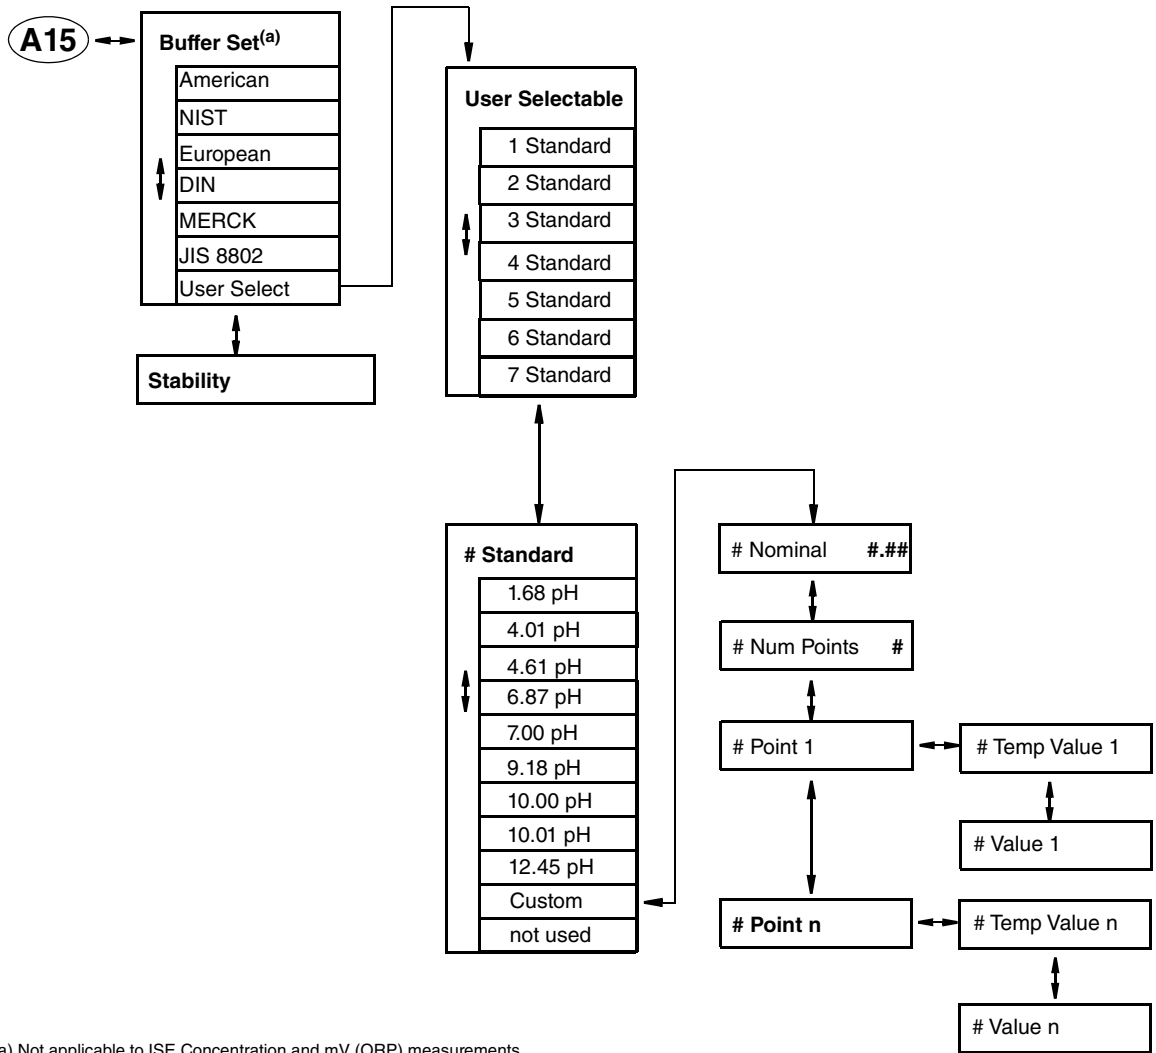 A15
Buffer Set(a)
American
NIST
European
DIN
MERCK
JIS 8802
User Select
Stability
User Selectable
1 Standard
2 Standard
3 Standard
4 Standard
5 Standard
6 Standard
7 Standard
# Standard
1.68 pH
4.01 pH
4.61 pH
6.87 pH
7.00 pH
9.18 pH
10.00 pH
10.01 pH
12.45 pH
Custom
not used
# Nominal #.##
# Num Points #
# Point 1
# Temp Value 1
# Value 1
# Point n
# Temp Value n
# Value n
a) Not applicable to ISE Concentration and mV (ORP) measurements